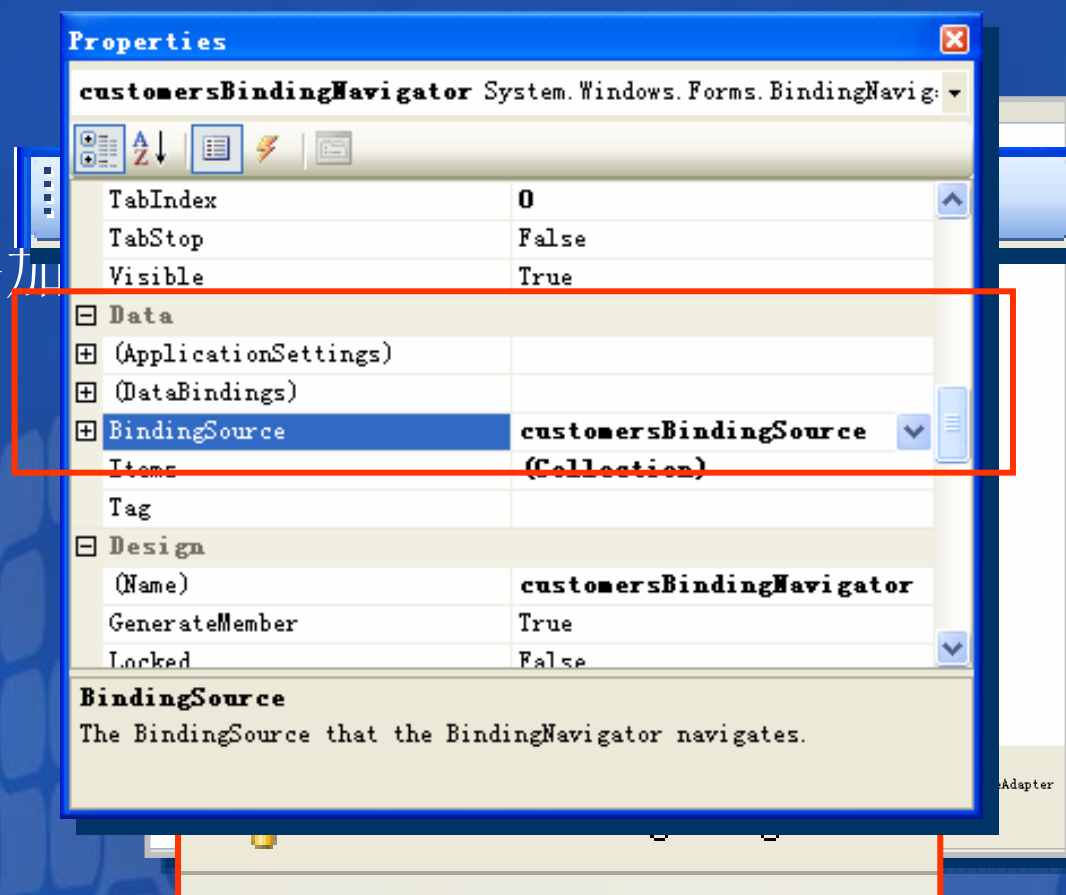 Properties
customersBindingNavigator System.Windows.Forms.BindingNavig
TabIndex 0
TabStop False
Visible True
Data
(ApplicationSettings)
(DataBindings)
BindingSource customersBindingSource
Items (Collection)
Tag
Design
(Name) customersBindingNavigator
GenerateMember True
Locked False
BindingSource
The BindingSource that the BindingNavigator navigates.
Adapter
加